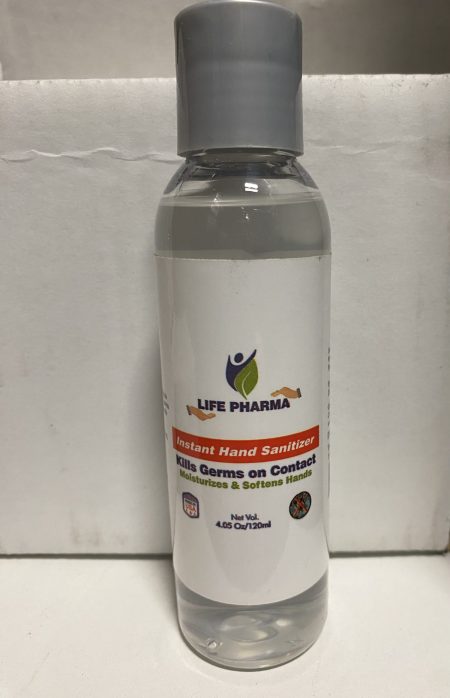 LIFE PHARMA
Instant Hand Sanitizer
Kills Germs on Contact
Moisturizes & Softens Hands
Net Vol.
4.05 Oz/120ml